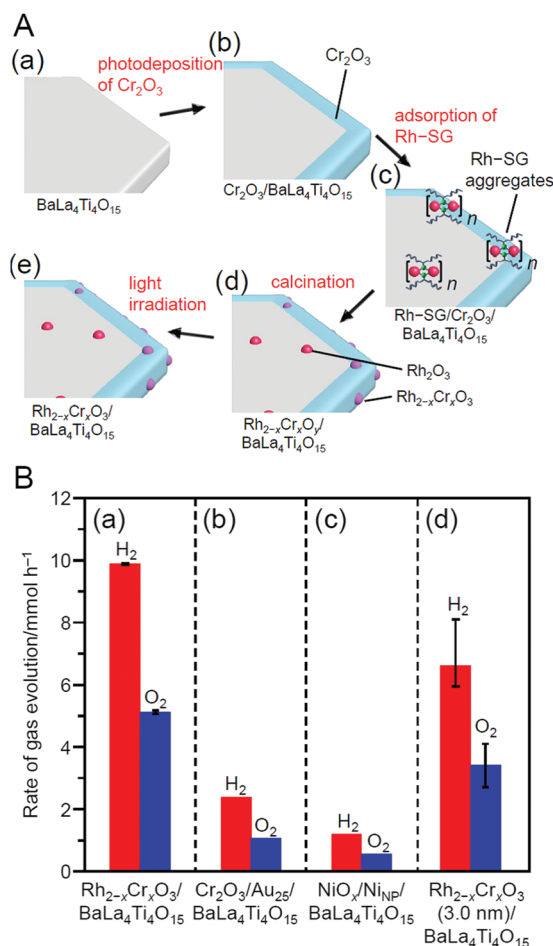 A
(a)
photodeposition
of Cr₂O₃
BaLa₄Ti₄O₁₅
(b)
Cr₂O₃
Cr₂O₃/BaLa₄Ti₄O₁₅
adsorption of
Rh−SG
(c)
Rh−SG
aggregates
n
n
n
Rh−SG/Cr₂O₃/
BaLa₄Ti₄O₁₅
calcination
(d)
Rh₂O₃
Rh₂₋ₓCrₓO₃
Rh₂₋ₓCrₓOᵧ/
BaLa₄Ti₄O₁₅
light
irradiation
(e)
Rh₂₋ₓCrₓO₃/
BaLa₄Ti₄O₁₅
B
Rate of gas evolution/mmol h⁻¹
12
10
8
6
4
2
0
(a)
H₂
O₂
(b)
H₂
O₂
(c)
H₂
O₂
(d)
H₂
O₂
Rh₂₋ₓCrₓO₃/
BaLa₄Ti₄O₁₅
Cr₂O₃/Au₂₅/
BaLa₄Ti₄O₁₅
NiOₓ/Ni_NP/
BaLa₄Ti₄O₁₅
Rh₂₋ₓCrₓO₃
(3.0 nm)/
BaLa₄Ti₄O₁₅